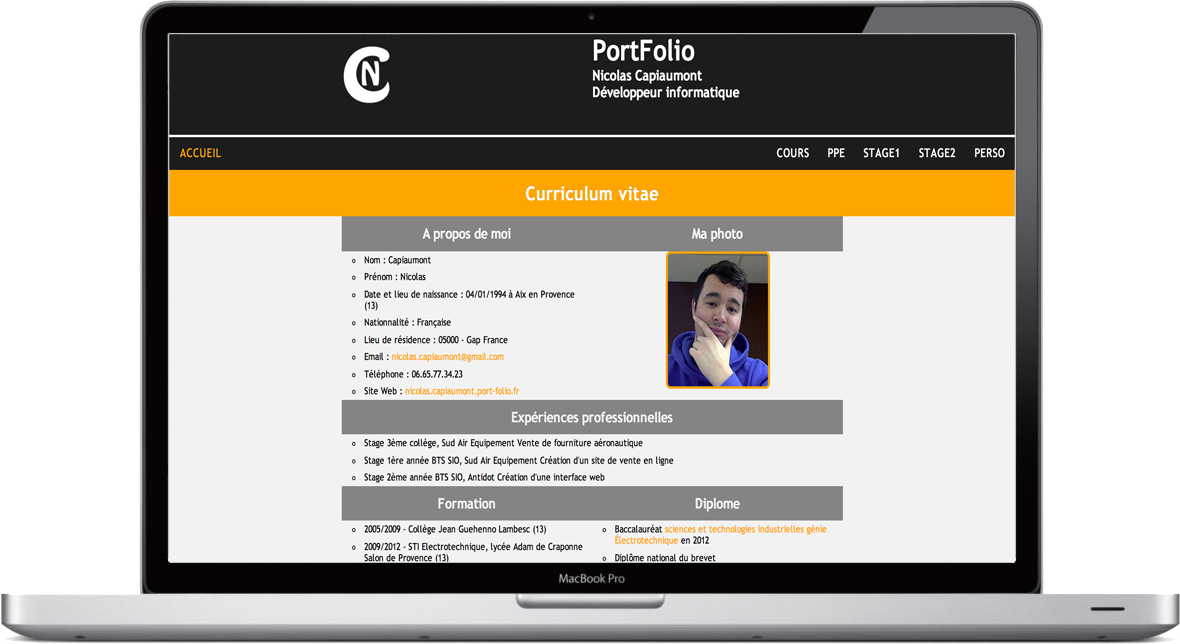 CN
PortFolio
Nicolas Capiaumont
Développeur informatique
ACCUEIL
COURS PPE STAGE1 STAGE2 PERSO
Curriculum vitae
A propos de moi
Ma photo
Nom : Capiaumont
Prénom : Nicolas
Date et lieu de naissance : 04/01/1994 à Aix en Provence
(13)
Nationnalité : Française
Lieu de résidence : 05000 - Gap France
Email : nicolas.capiaumont@gmail.com
Téléphone : 06.65.77.34.23
Site Web : nicolas.capiaumont.port-folio.fr
Expériences professionnelles
Stage 3ème collège, Sud Air Equipement Vente de fourniture aéronautique
Stage 1ère année BTS SIO, Sud Air Equipement Création d'un site de vente en ligne
Stage 2ème année BTS SIO, Antidot Création d'une interface web
Formation
2005/2009 - Collège Jean Guehenno Lambesc (13)
2009/2012 - STI Electrotechnique, lycée Adam de Craponne
Salon de Provence (13)
Diplome
Baccalauréat sciences et technologies industrielles génie
Électrotechnique en 2012
Diplôme national du brevet
MacBook Pro